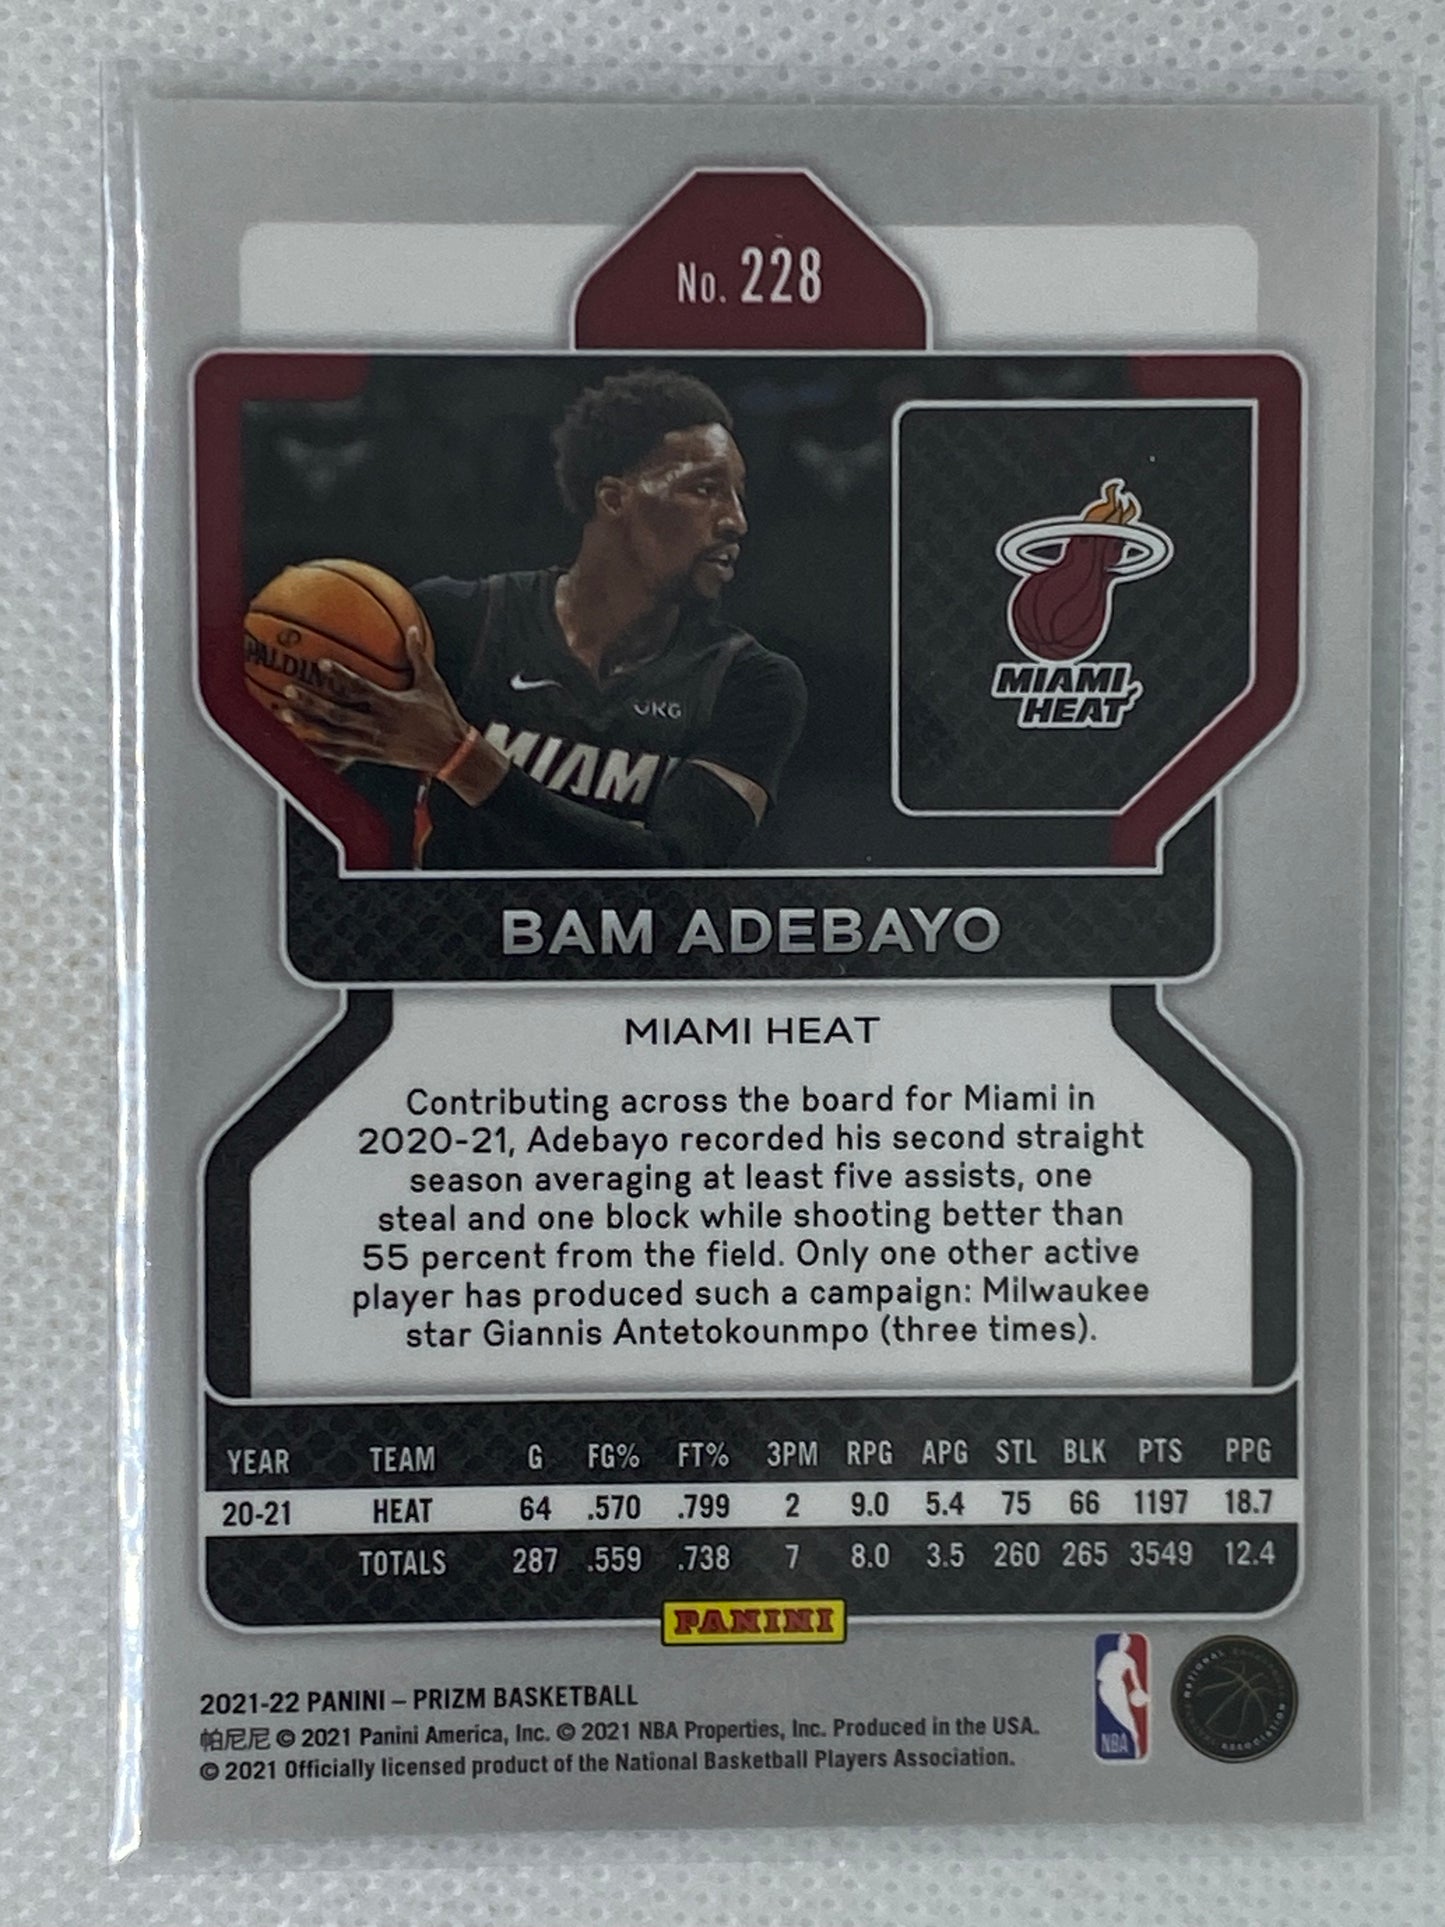 No. 228
SPALDING
UKG
MIAMI
MIAMI
HEAT
BAM ADEBAYO
MIAMI HEAT
Contributing across the board for Miami in
2020-21, Adebayo recorded his second straight
season averaging at least five assists, one
steal and one block while shooting better than
55 percent from the field. Only one other active
player has produced such a campaign: Milwaukee
star Giannis Antetokounmpo (three times).
YEAR TEAM G FG% FT% 3PM RPG APG STL BLK PTS PPG
20-21 HEAT 64 .570 .799 2 9.0 5.4 75 66 1197 18.7
TOTALS 287 .559 .738 7 8.0 3.5 260 265 3549 12.4
PANINI
2021-22 PANINI – PRIZM BASKETBALL
帕尼尼 © 2021 Panini America, Inc. © 2021 NBA Properties, Inc. Produced in the USA.
© 2021 Officially licensed product of the National Basketball Players Association.
NBA
NATIONAL BASKETBALL PLAYERS ASSOCIATION